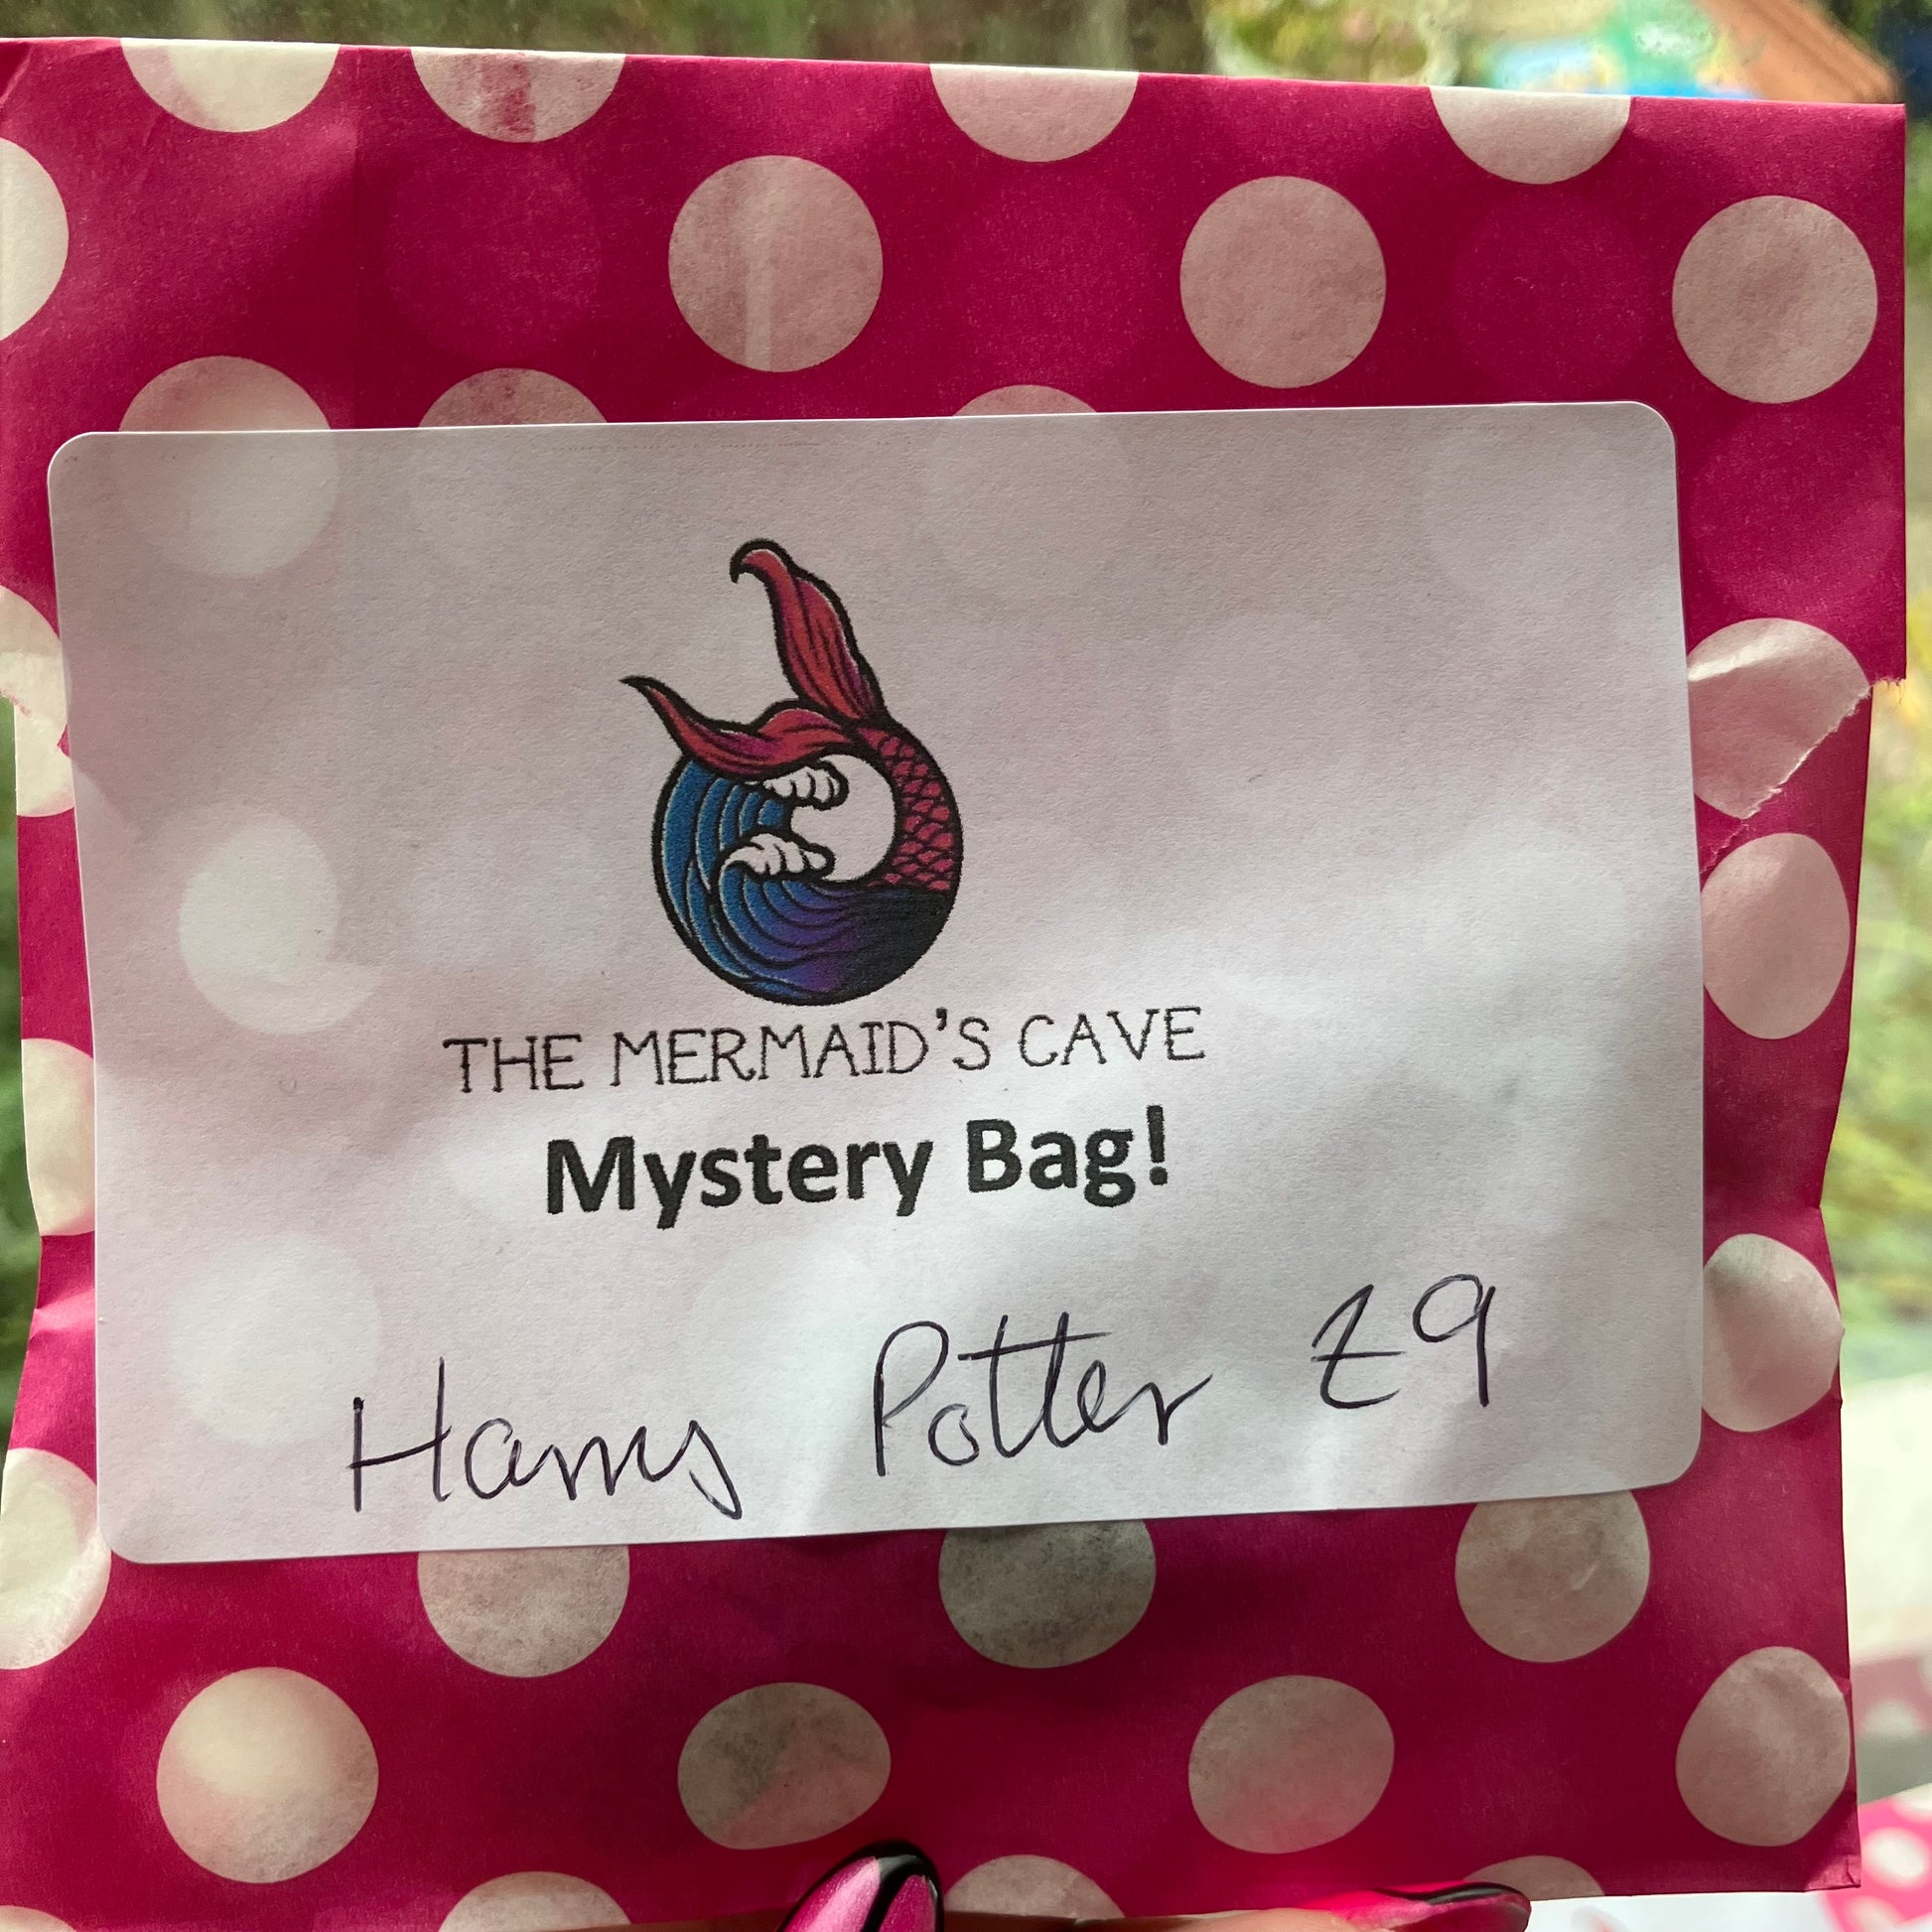 THE MERMAID'S CAVE
Mystery Bag!
Harry Potter £9